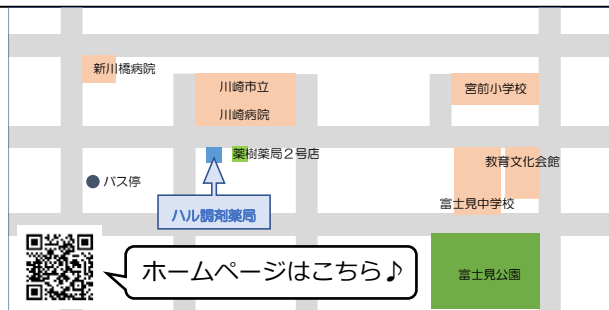 新川橋病院
川崎市立
川崎病院
宮前小学校
薬樹薬局２号店
教育文化会館
バス停
富士見中学校
ハル調剤薬局
ホームページはこちら♪
富士見公園